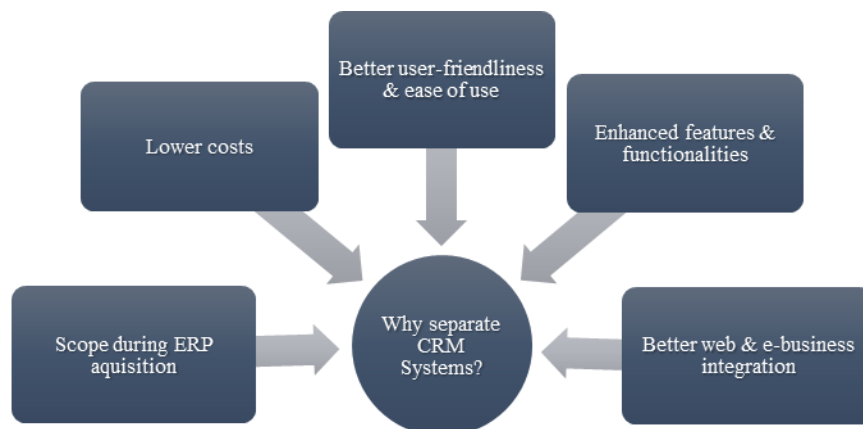 Better user-friendliness
& ease of use
Lower costs
Enhanced features &
functionalities
Scope during ERP
aquisition
Why separate
CRM
Systems?
Better web & e-business
integration